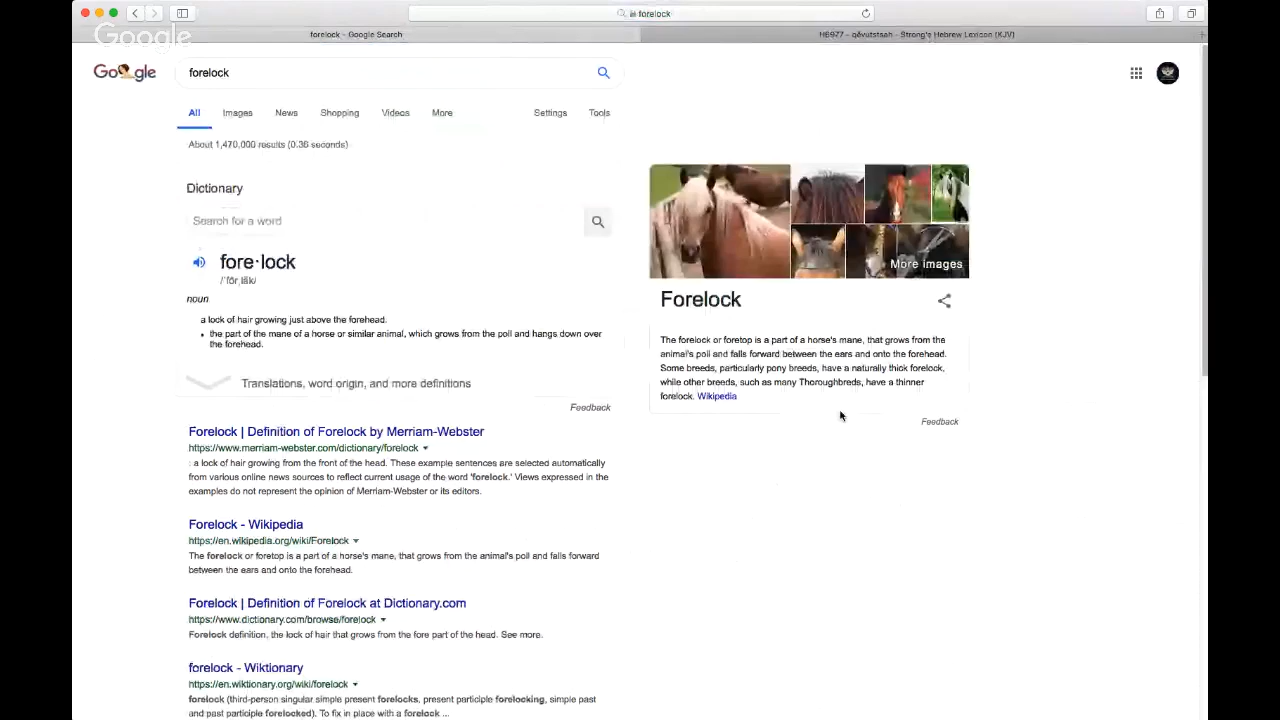 forelock
forelock - Google Search
H6977 - qĕvutstsah - Strong's Hebrew Lexicon (KJV)
Google
Google
forelock
All Images News Shopping Videos More Settings Tools
About 1,470,000 results (0.36 seconds)
Dictionary
Search for a word
fore·lock
/ˈfôrˌläk/
noun
a lock of hair growing just above the forehead.
• the part of the mane of a horse or similar animal, which grows from the poll and hangs down over
the forehead.
Translations, word origin, and more definitions
Feedback
Forelock | Definition of Forelock by Merriam-Webster
https://www.merriam-webster.com/dictionary/forelock
: a lock of hair growing from the front of the head. These example sentences are selected automatically
from various online news sources to reflect current usage of the word 'forelock.' Views expressed in the
examples do not represent the opinion of Merriam-Webster or its editors.
Forelock - Wikipedia
https://en.wikipedia.org/wiki/Forelock
The forelock or foretop is a part of a horse's mane, that grows from the animal's poll and falls forward
between the ears and onto the forehead.
Forelock | Definition of Forelock at Dictionary.com
https://www.dictionary.com/browse/forelock
Forelock definition, the lock of hair that grows from the fore part of the head. See more.
forelock - Wiktionary
https://en.wiktionary.org/wiki/forelock
forelock (third-person singular simple present forelocks, present participle forelocking, simple past
and past participle forelocked). To fix in place with a forelock ...
More images
Forelock
The forelock or foretop is a part of a horse's mane, that grows from the
animal's poll and falls forward between the ears and onto the forehead.
Some breeds, particularly pony breeds, have a naturally thick forelock,
while other breeds, such as many Thoroughbreds, have a thinner
forelock. Wikipedia
Feedback